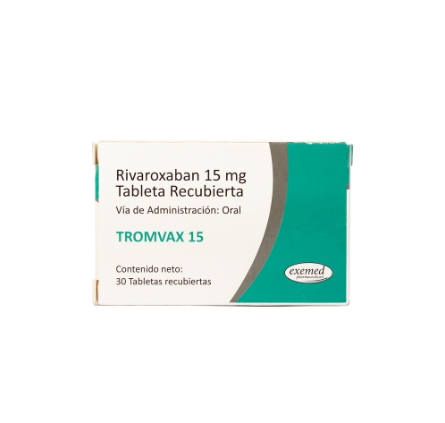 Rivaroxaban 15 mg
Tableta Recubierta
Vía de Administración: Oral
TROMVAX 15
Contenido neto:
30 Tabletas recubiertas
exemed